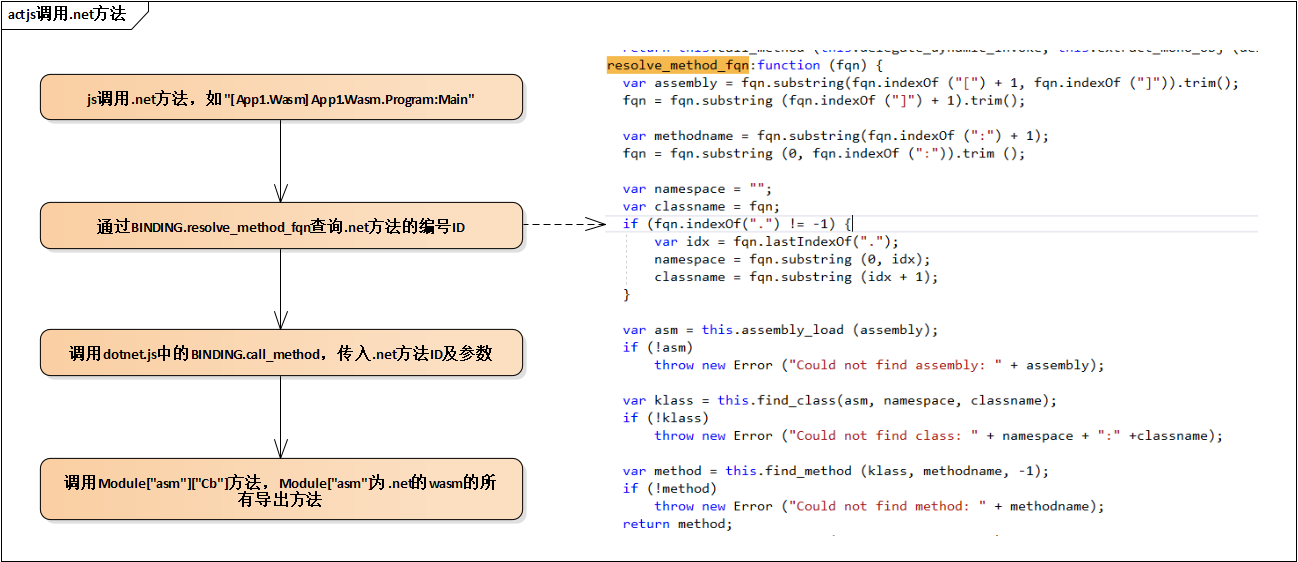 actjs调用.net方法
js调用.net方法，如"[App1.Wasm] App1.Wasm.Program:Main"
通过BINDING.resolve_method_fqn查询.net方法的编号ID
调用dotnet.js中的BINDING.call_method，传入.net方法ID及参数
调用Module["asm"]["Cb"]方法，Module["asm"为 .net的wasm的所
有导出方法
resolve_method_fqn:function (fqn) {
var assembly = fqn.substring(fqn.indexOf ("[") + 1, fqn.indexOf ("]")).trim();
fqn = fqn.substring (fqn.indexOf ("]") + 1).trim();
var methodname = fqn.substring(fqn.indexOf (":") + 1);
fqn = fqn.substring (0, fqn.indexOf (":")).trim ();
var namespace = "";
var classname = fqn;
if (fqn.indexOf(".") != -1) {
var idx = fqn.lastIndexOf(".");
namespace = fqn.substring (0, idx);
classname = fqn.substring (idx + 1);
}
var asm = this.assembly_load (assembly);
if (!asm)
throw new Error ("Could not find assembly: " + assembly);
var klass = this.find_class(asm, namespace, classname);
if (!klass)
throw new Error ("Could not find class: " + namespace + ":" +classname);
var method = this.find_method (klass, methodname, -1);
if (!method)
throw new Error ("Could not find method: " + methodname);
return method;